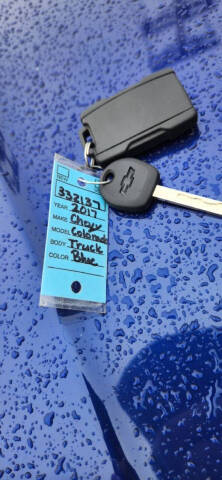 332137
YEAR 2017
MAKE Chevy
MODEL Colorado
BODY Truck
COLOR Blue